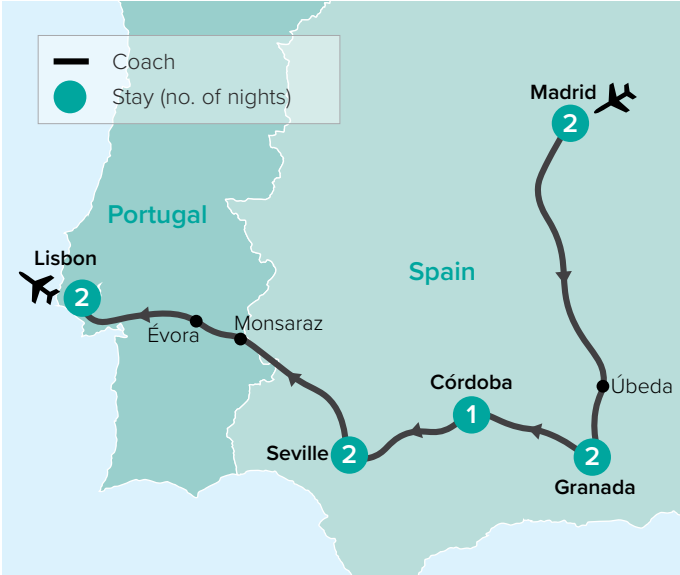 Coach
Stay (no. of nights)
Madrid
2
Portugal
Lisbon
2
Spain
Évora
Monsaraz
Úbeda
Córdoba
1
Seville
2
2
Granada